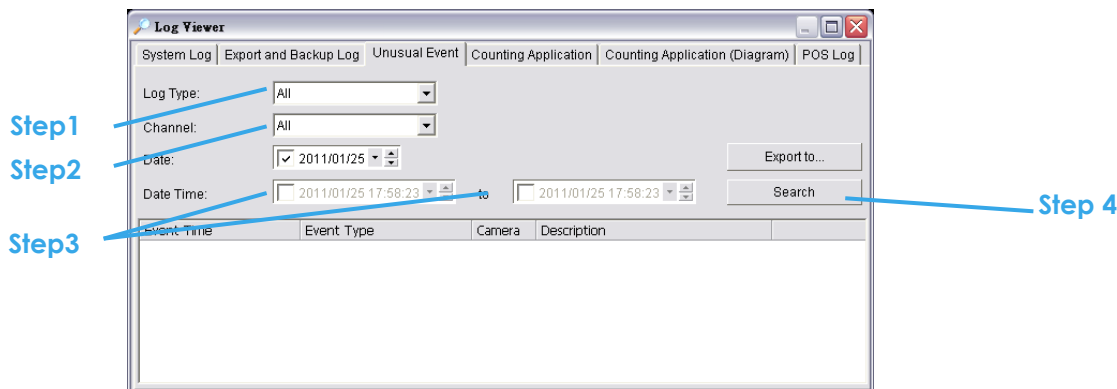 Log Viewer
System Log Export and Backup Log Unusual Event Counting Application Counting Application (Diagram) POS Log
Log Type: All
Step1
Channel: All
Step2
Date: 2011/01/25 Export to...
Date Time: 2011/01/25 17:58:23 to 2011/01/25 17:58:23 Search
Step 4
Step3
Event Time Event Type Camera Description